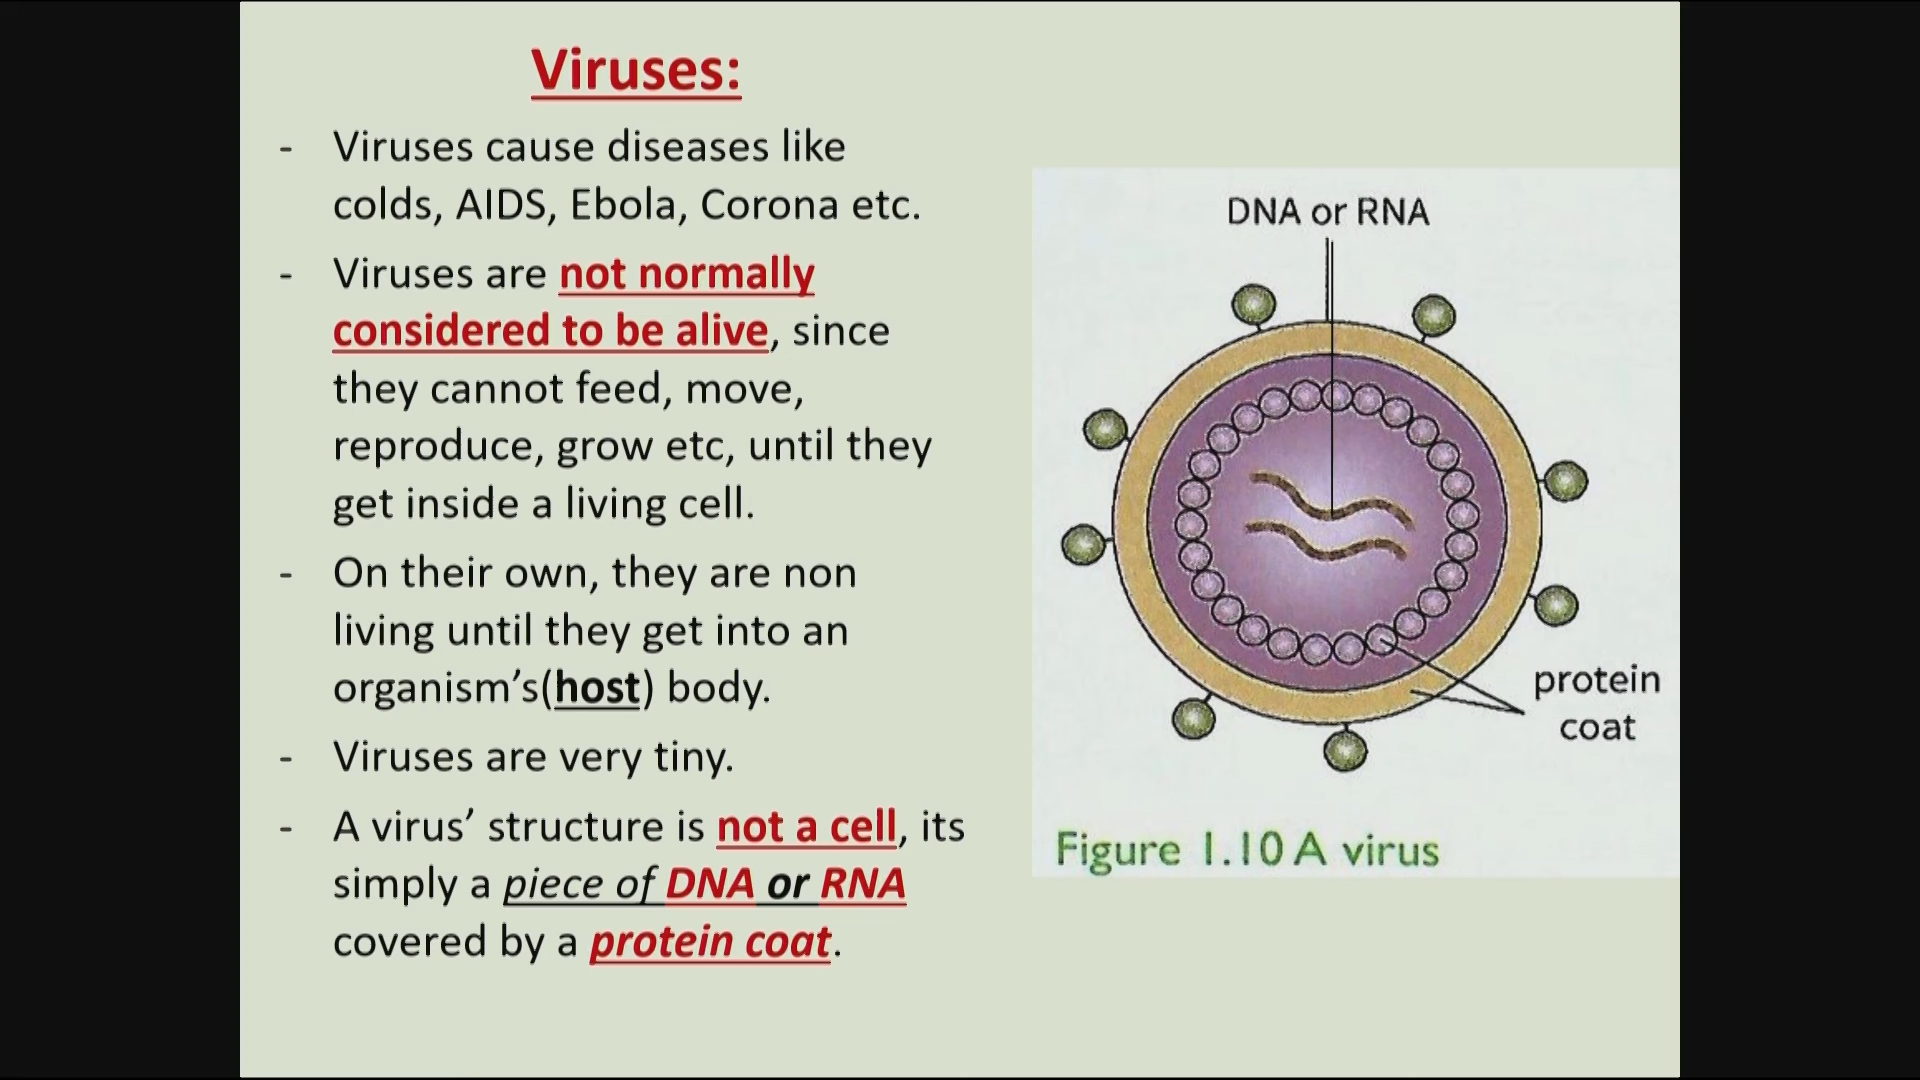 Viruses:
- Viruses cause diseases like
colds, AIDS, Ebola, Corona etc.
- Viruses are not normally
considered to be alive, since
they cannot feed, move,
reproduce, grow etc, until they
get inside a living cell.
- On their own, they are non
living until they get into an
organism’s(host) body.
- Viruses are very tiny.
- A virus’ structure is not a cell, its
simply a piece of DNA or RNA
covered by a protein coat.
DNA or RNA
protein
coat
Figure 1.10 A virus